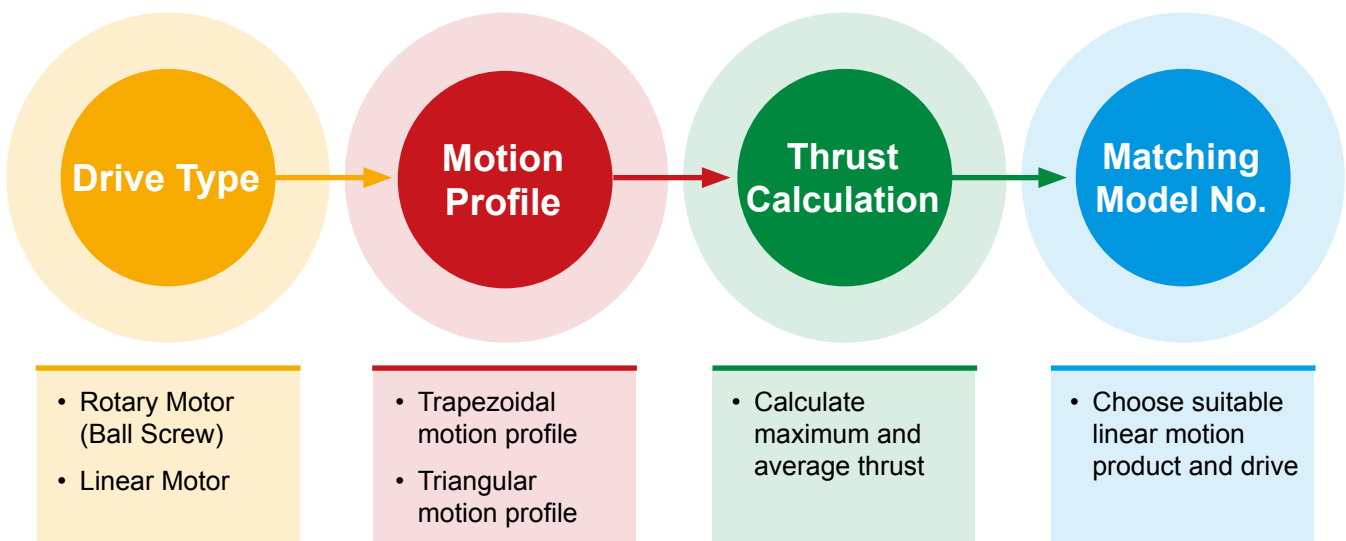 Drive Type
Motion
Profile
Thrust
Calculation
Matching
Model No.
• Rotary Motor
(Ball Screw)
• Linear Motor
• Trapezoidal
motion profile
• Triangular
motion profile
• Calculate
maximum and
average thrust
• Choose suitable
linear motion
product and drive